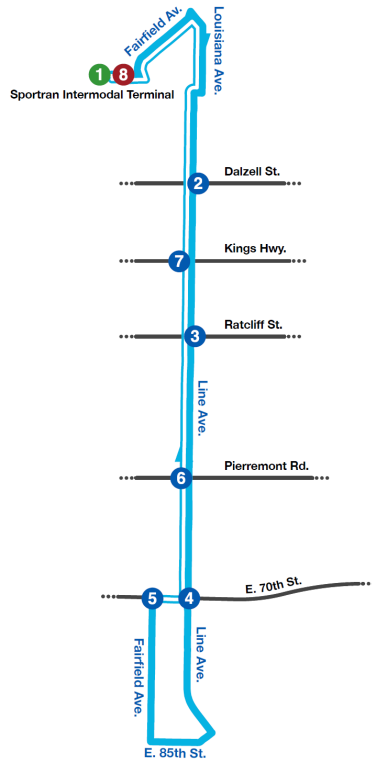 Fairfield Av.
Louisiana Ave.
1 8
Sportran Intermodal Terminal
Dalzell St.
2
Kings Hwy.
7
Ratcliff St.
3
Line Ave.
Pierremont Rd.
6
E. 70th St.
5 4
Fairfield Ave.
Line Ave.
E. 85th St.